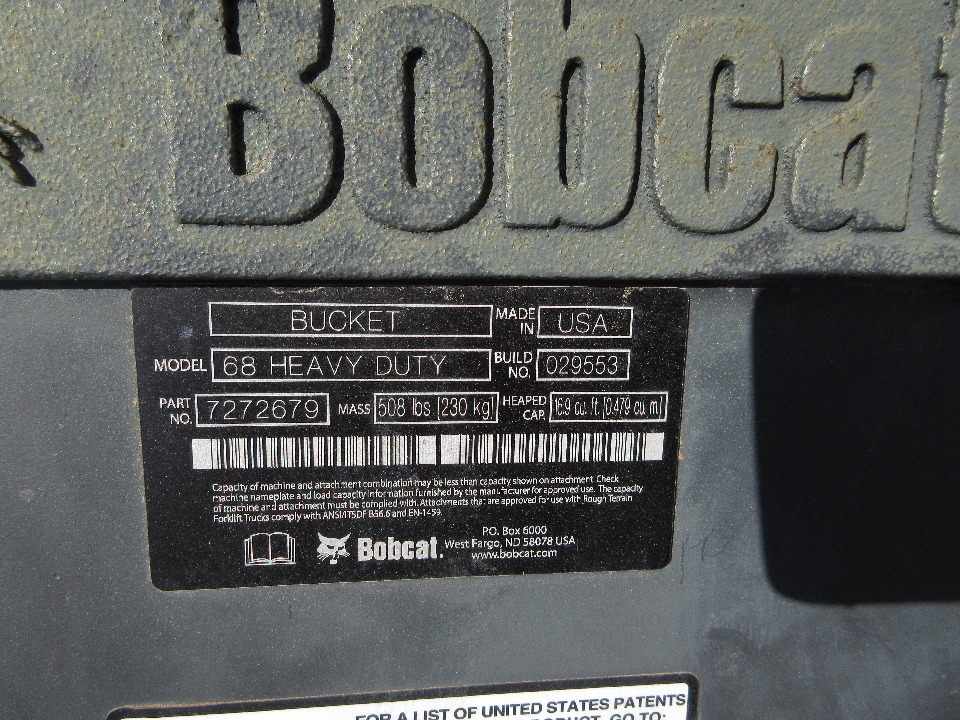 Bobcat
BUCKET MADE IN USA
MODEL 68 HEAVY DUTY BUILD NO. 029553
PART NO. 7272679 MASS 508 lbs [230 kg] HEAPED CAP. 16.9 cu. ft. [0.479 cu. m]
Capacity of machine and attachment combination may be less than capacity shown on attachment. Check
machine nameplate and load capacity information furnished by the manufacturer for approved use. The capacity
of machine and attachment must be complied with. Attachments that are approved for use with Rough Terrain
Forklift Trucks comply with ANSI/ITSDF B56.6 and EN-1459.
Bobcat.
P.O. Box 6000
West Fargo, ND 58078 USA
www.bobcat.com
FOR A LIST OF UNITED STATES PATENTS
PRODUCT, GO TO: